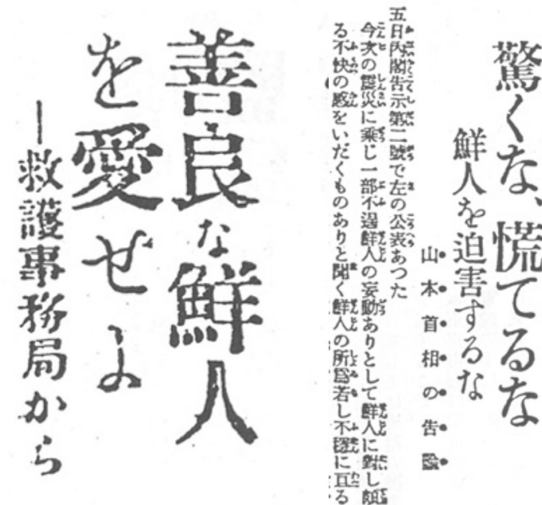 驚くな、慌てるな
鮮人を迫害するな
山本首相の告諭
五日内閣告示第二號で左の公表あつた
今次の震災に乘じ一部不逞鮮人の妄動ありとして鮮人に對し頗
る不快の感をいだくものありと聞く鮮人の所爲若し不穩に亘る
善良な鮮人
を愛せよ
―救護事務局から